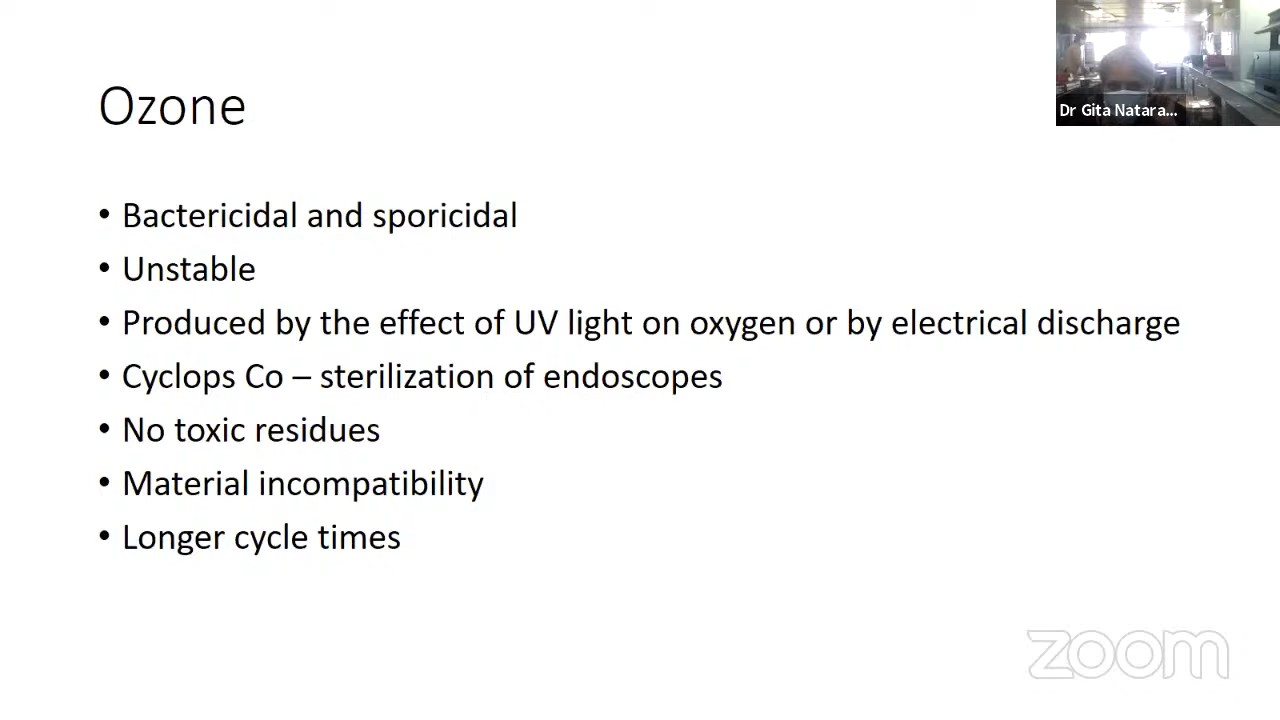 Dr Gita Natara...
Ozone
• Bactericidal and sporicidal
• Unstable
• Produced by the effect of UV light on oxygen or by electrical discharge
• Cyclops Co – sterilization of endoscopes
• No toxic residues
• Material incompatibility
• Longer cycle times
zoom